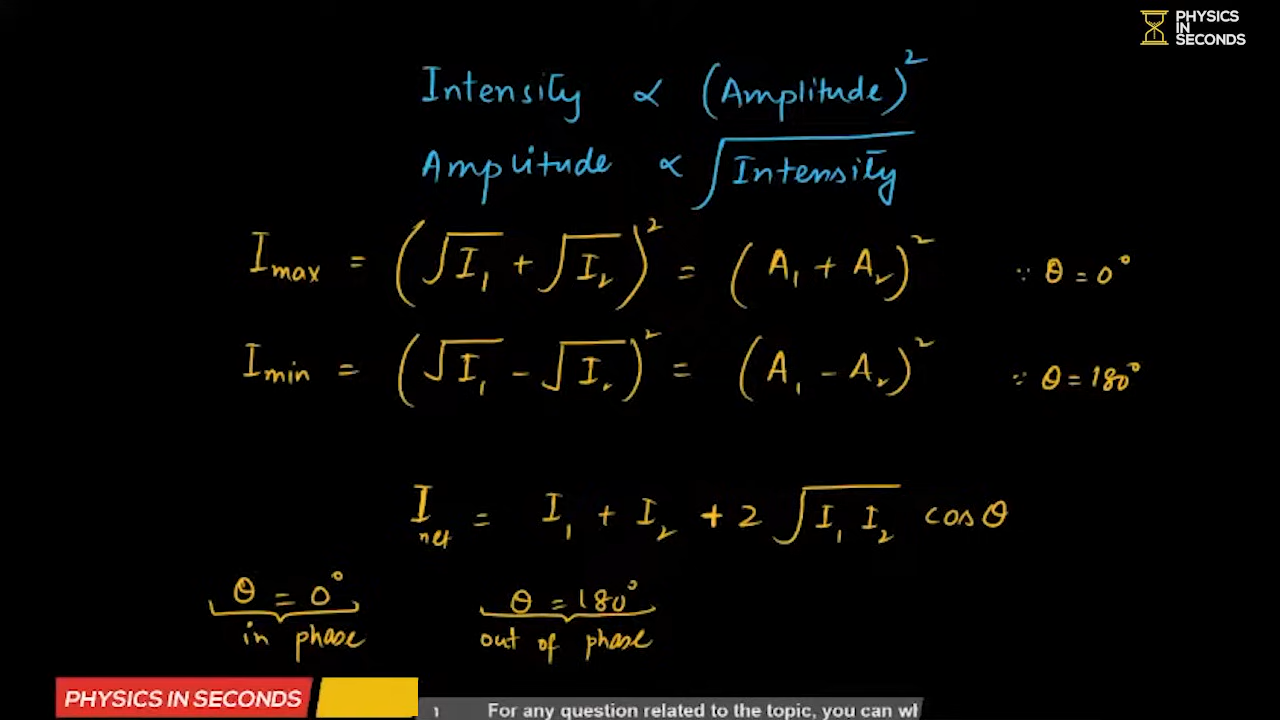 PHYSICS
IN
SECONDS
Intensity ∝ (Amplitude)²
Amplitude ∝ √Intensity
I_max = (√I₁ + √I₂)² = (A₁ + A₂)² ∵ θ = 0°
I_min = (√I₁ - √I₂)² = (A₁ - A₂)² ∵ θ = 180°
I_net = I₁ + I₂ + 2 √I₁ I₂ cos θ
θ = 0° θ = 180°
in phase out of phase
PHYSICS IN SECONDS
For any question related to the topic, you can